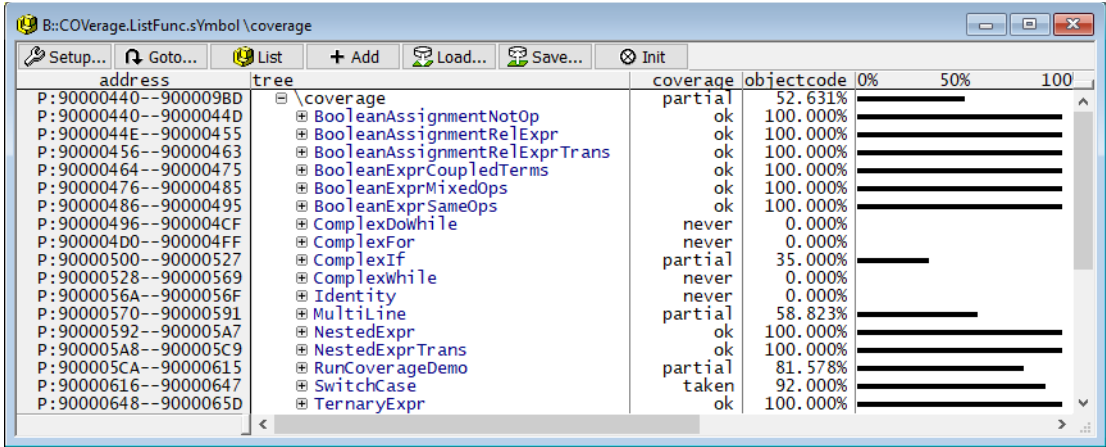 B::COVerage.ListFunc.sYmbol \coverage
Setup... Goto... List Add Load... Save... Init
address tree coverage objectcode 0% 50% 100
P:90000440--900009BD \coverage partial 52.631%
P:90000440--9000044D BooleanAssignmentNotOp ok 100.000%
P:9000044E--90000455 BooleanAssignmentRelExpr ok 100.000%
P:90000456--90000463 BooleanAssignmentRelExprTrans ok 100.000%
P:90000464--90000475 BooleanExprCoupledTerms ok 100.000%
P:90000476--90000485 BooleanExprMixedOps ok 100.000%
P:90000486--90000495 BooleanExprSameOps ok 100.000%
P:90000496--900004CF ComplexDoWhile never 0.000%
P:900004D0--900004FF ComplexFor never 0.000%
P:90000500--90000527 ComplexIf partial 35.000%
P:90000528--90000569 ComplexWhile never 0.000%
P:9000056A--9000056F Identity never 0.000%
P:90000570--90000591 MultiLine partial 58.823%
P:90000592--900005A7 NestedExpr ok 100.000%
P:900005A8--900005C9 NestedExprTrans ok 100.000%
P:900005CA--90000615 RunCoverageDemo partial 81.578%
P:90000616--90000647 SwitchCase taken 92.000%
P:90000648--9000065D TernaryExpr ok 100.000%